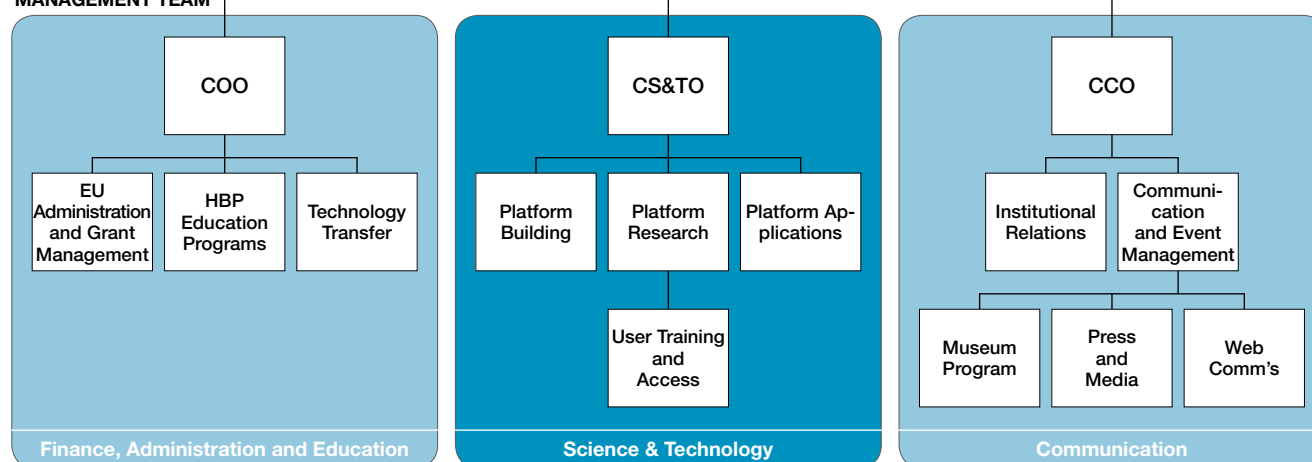 MANAGEMENT TEAM
COO
EU
Administration
and Grant
Management
HBP
Education
Programs
Technology
Transfer
Finance, Administration and Education
CS&TO
Platform
Building
Platform
Research
Platform Ap-
plications
User Training
and
Access
Science & Technology
CCO
Institutional
Relations
Communi-
cation
and Event
Management
Museum
Program
Press
and
Media
Web
Comm’s
Communication